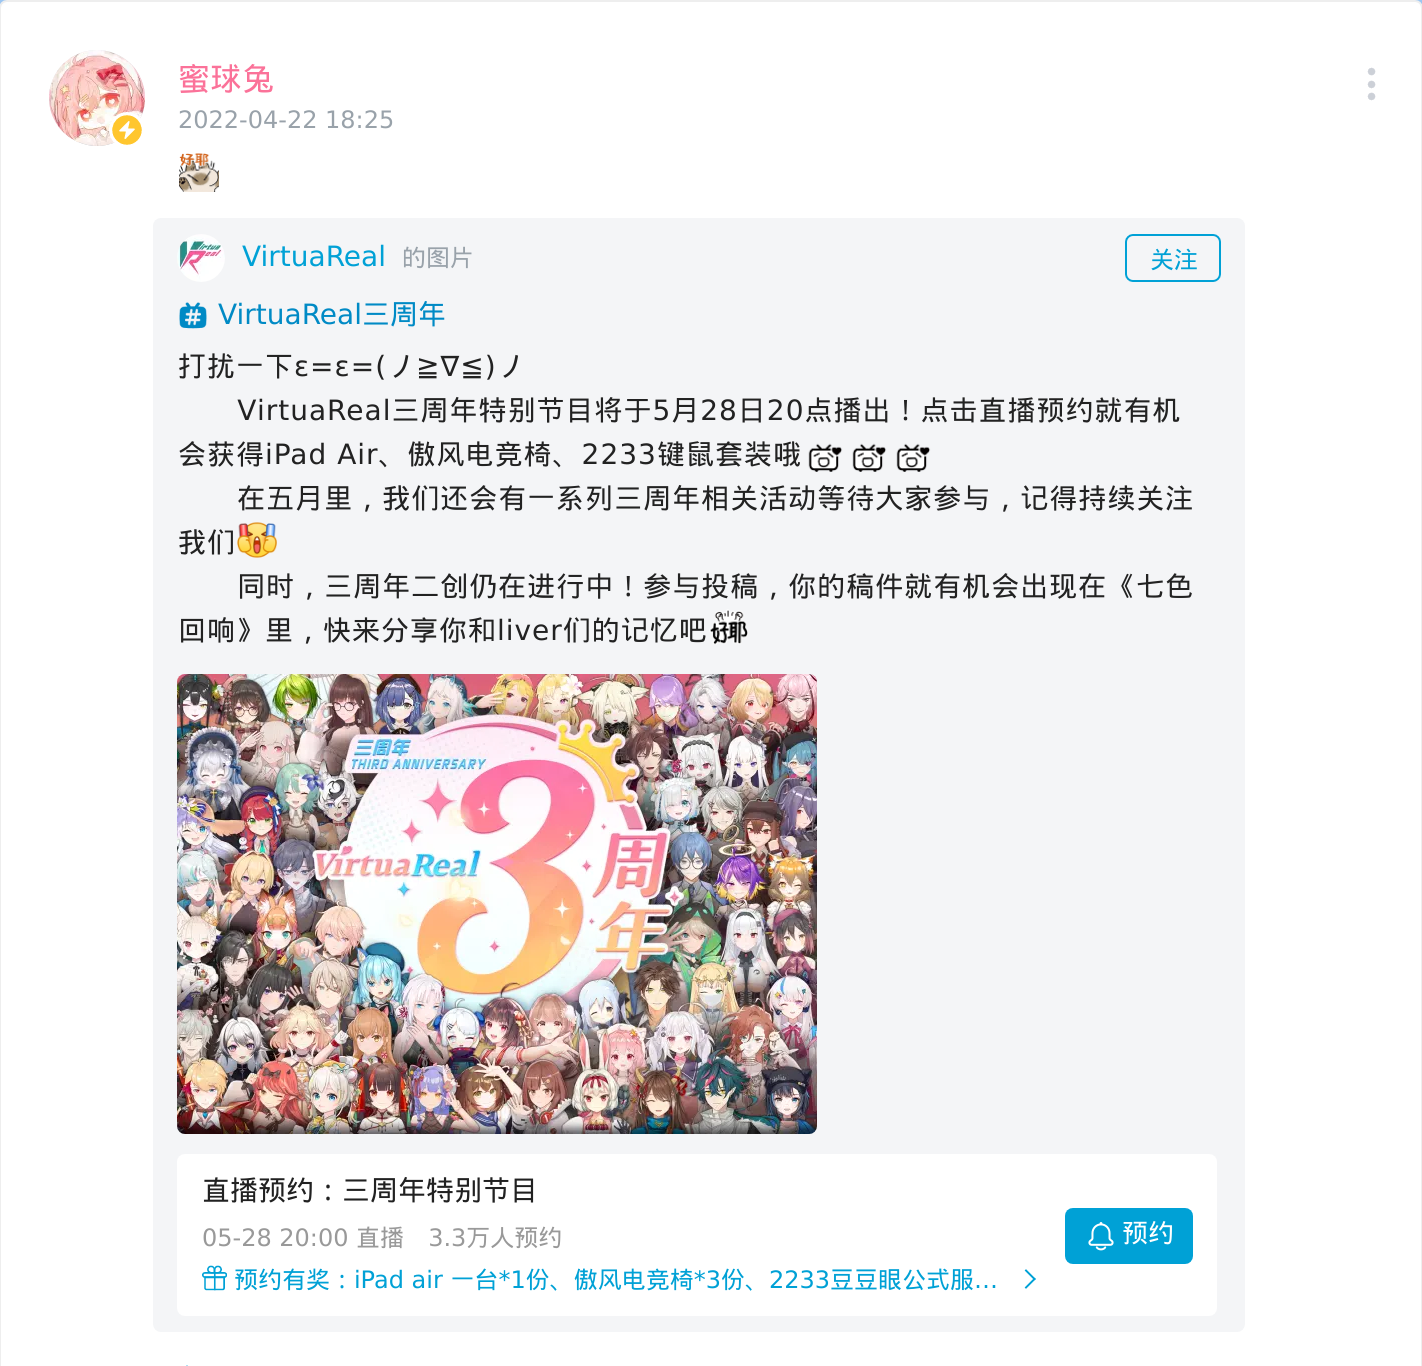 蜜球兔
2022-04-22 18:25
好耶
VirtuaReal 的图片
关注
# VirtuaReal三周年
打扰一下ε=ε=(ノ≧∇≦)ノ
VirtuaReal三周年特别节目将于5月28日20点播出！点击直播预约就有机
会获得iPad Air、傲风电竞椅、2233键鼠套装哦
在五月里，我们还会有一系列三周年相关活动等待大家参与，记得持续关注
我们
同时，三周年二创仍在进行中！参与投稿，你的稿件就有机会出现在《七色
回响》里，快来分享你和liver们的记忆吧好耶
三周年
THIRD ANNIVERSARY
VirtuaReal
3周年
直播预约：三周年特别节目
05-28 20:00 直播 3.3万人预约
预约
预约有奖：iPad air 一台*1份、傲风电竞椅*3份、2233豆豆眼公式服...